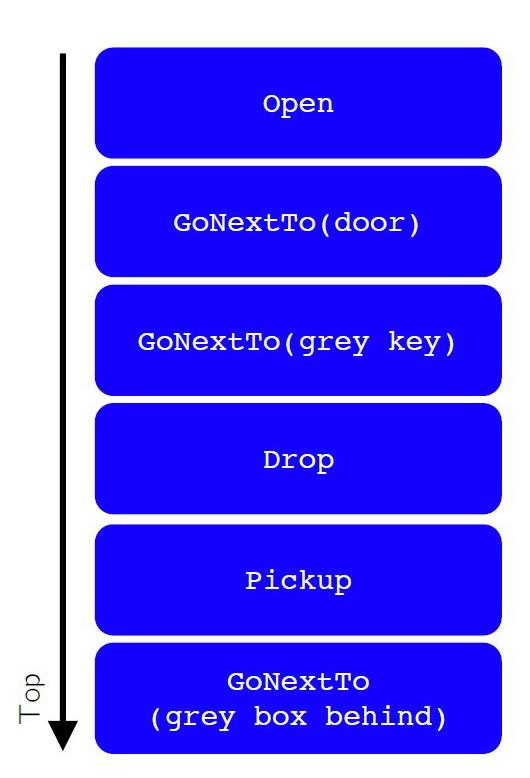 Open
GoNextTo(door)
GoNextTo(grey key)
Drop
Pickup
GoNextTo
(grey box behind)
Top